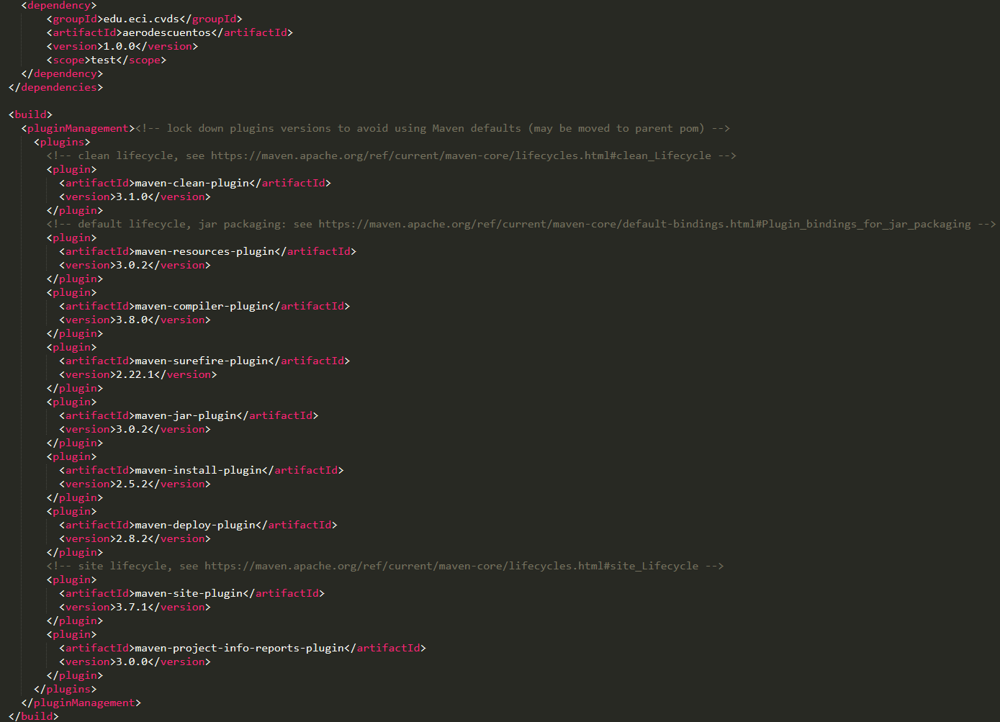 <dependency>
<groupId>edu.eci.cvds</groupId>
<artifactId>aerodescuentos</artifactId>
<version>1.0.0</version>
<scope>test</scope>
</dependency>
</dependencies>
<build>
<pluginManagement><!-- lock down plugins versions to avoid using Maven defaults (may be moved to parent pom) -->
<plugins>
<!-- clean lifecycle, see https://maven.apache.org/ref/current/maven-core/lifecycles.html#clean_Lifecycle -->
<plugin>
<artifactId>maven-clean-plugin</artifactId>
<version>3.1.0</version>
</plugin>
<!-- default lifecycle, jar packaging: see https://maven.apache.org/ref/current/maven-core/default-bindings.html#Plugin_bindings_for_jar_packaging -->
<plugin>
<artifactId>maven-resources-plugin</artifactId>
<version>3.0.2</version>
</plugin>
<plugin>
<artifactId>maven-compiler-plugin</artifactId>
<version>3.8.0</version>
</plugin>
<plugin>
<artifactId>maven-surefire-plugin</artifactId>
<version>2.22.1</version>
</plugin>
<plugin>
<artifactId>maven-jar-plugin</artifactId>
<version>3.0.2</version>
</plugin>
<plugin>
<artifactId>maven-install-plugin</artifactId>
<version>2.5.2</version>
</plugin>
<plugin>
<artifactId>maven-deploy-plugin</artifactId>
<version>2.8.2</version>
</plugin>
<!-- site lifecycle, see https://maven.apache.org/ref/current/maven-core/lifecycles.html#site_Lifecycle -->
<plugin>
<artifactId>maven-site-plugin</artifactId>
<version>3.7.1</version>
</plugin>
<plugin>
<artifactId>maven-project-info-reports-plugin</artifactId>
<version>3.0.0</version>
</plugin>
</plugins>
</pluginManagement>
</build>